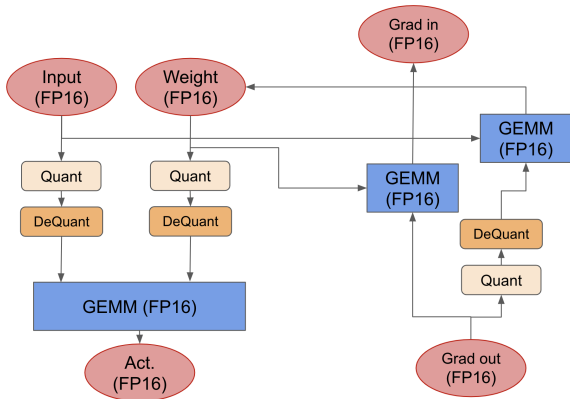 Grad in
(FP16)
Input
(FP16)
Weight
(FP16)
GEMM
(FP16)
Quant
Quant
GEMM
(FP16)
DeQuant
DeQuant
DeQuant
Quant
GEMM (FP16)
Act.
(FP16)
Grad out
(FP16)